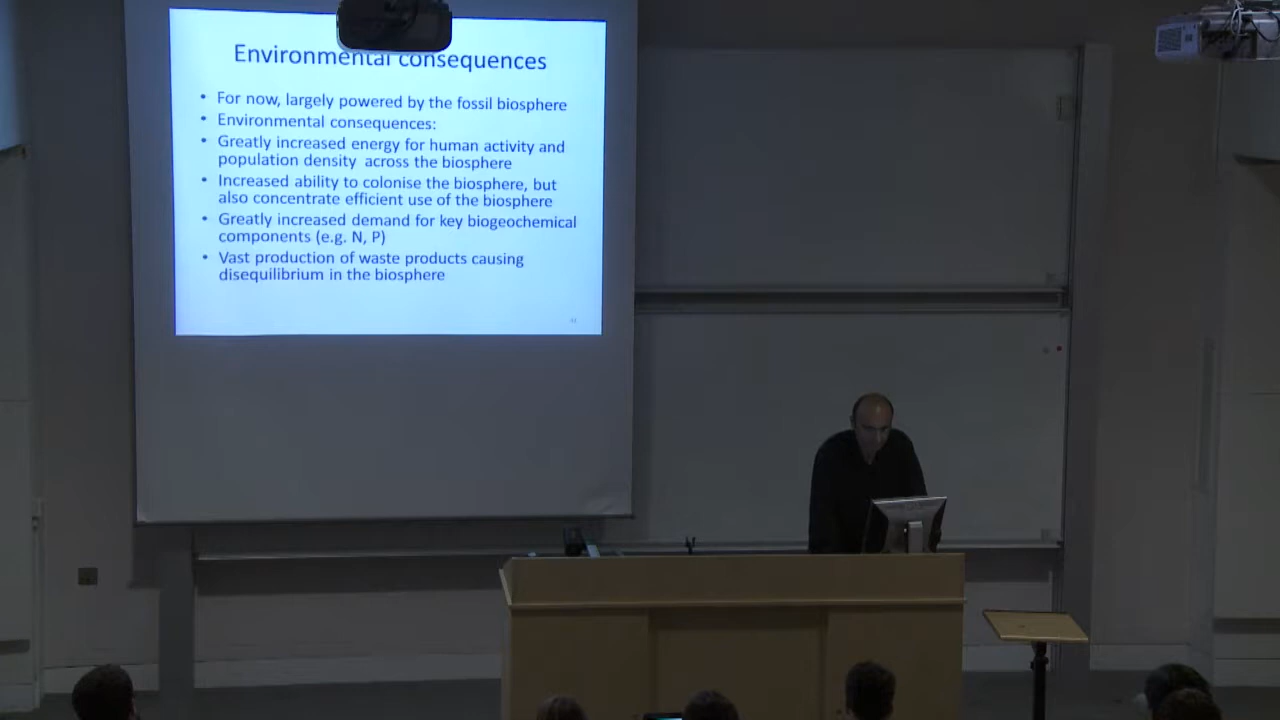 Environmental consequences
• For now, largely powered by the fossil biosphere
• Environmental consequences:
• Greatly increased energy for human activity and
population density across the biosphere
• Increased ability to colonise the biosphere, but
also concentrate efficient use of the biosphere
• Greatly increased demand for key biogeochemical
components (e.g. N, P)
• Vast production of waste products causing
disequilibrium in the biosphere